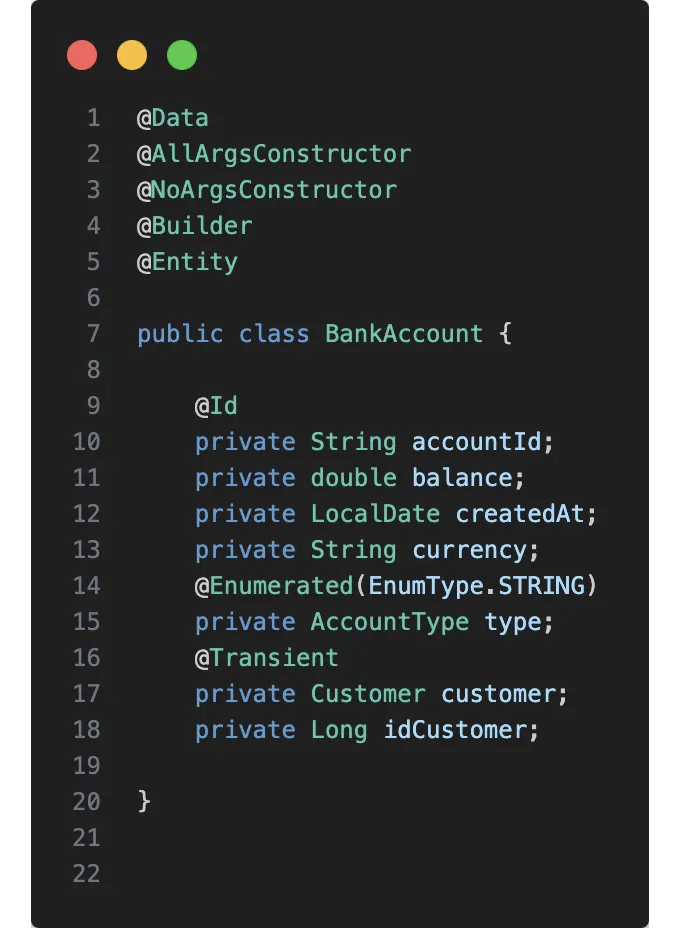 1 @Data
2 @AllArgsConstructor
3 @NoArgsConstructor
4 @Builder
5 @Entity
6
7 public class BankAccount {
8
9     @Id
10     private String accountId;
11     private double balance;
12     private LocalDate createdAt;
13     private String currency;
14     @Enumerated(EnumType.STRING)
15     private AccountType type;
16     @Transient
17     private Customer customer;
18     private Long idCustomer;
19
20 }
21
22